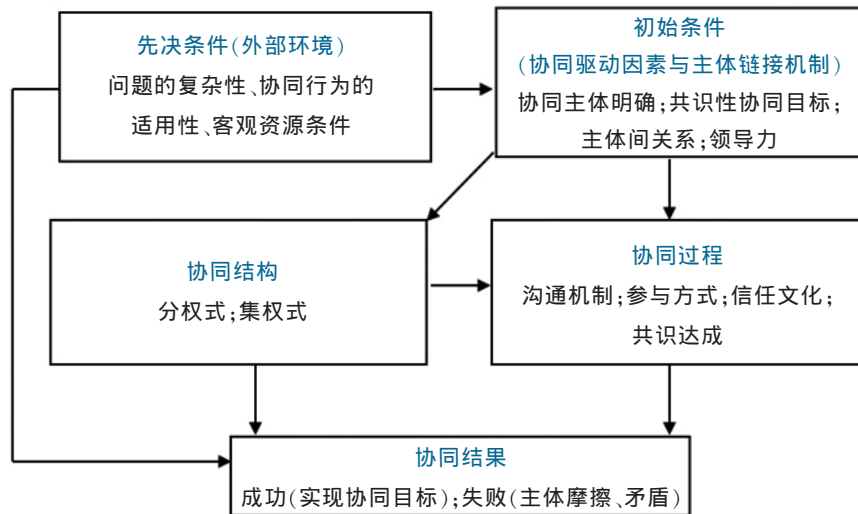 先决条件(外部环境)
问题的复杂性、协同行为的
适用性、客观资源条件
初始条件
(协同驱动因素与主体链接机制)
协同主体明确;共识性协同目标;
主体间关系;领导力
协同结构
分权式;集权式
协同过程
沟通机制;参与方式;信任文化;
共识达成
协同结果
成功(实现协同目标);失败(主体摩擦、矛盾)